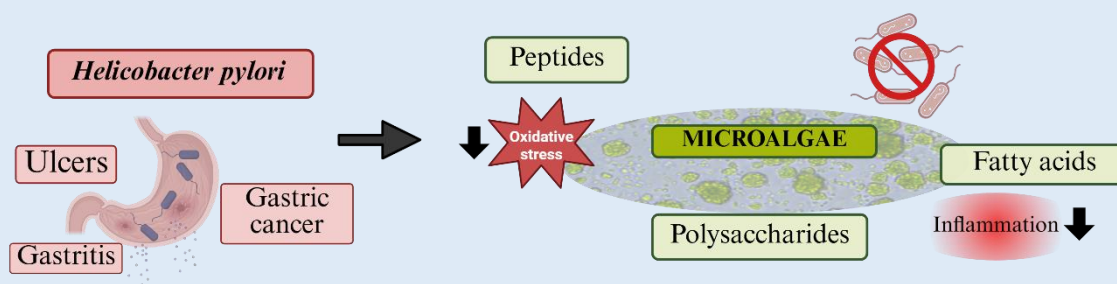 Helicobacter pylori
Ulcers
Gastric
cancer
Gastritis
Peptides
Oxidative
stress
MICROALGAE
Fatty acids
Polysaccharides
Inflammation